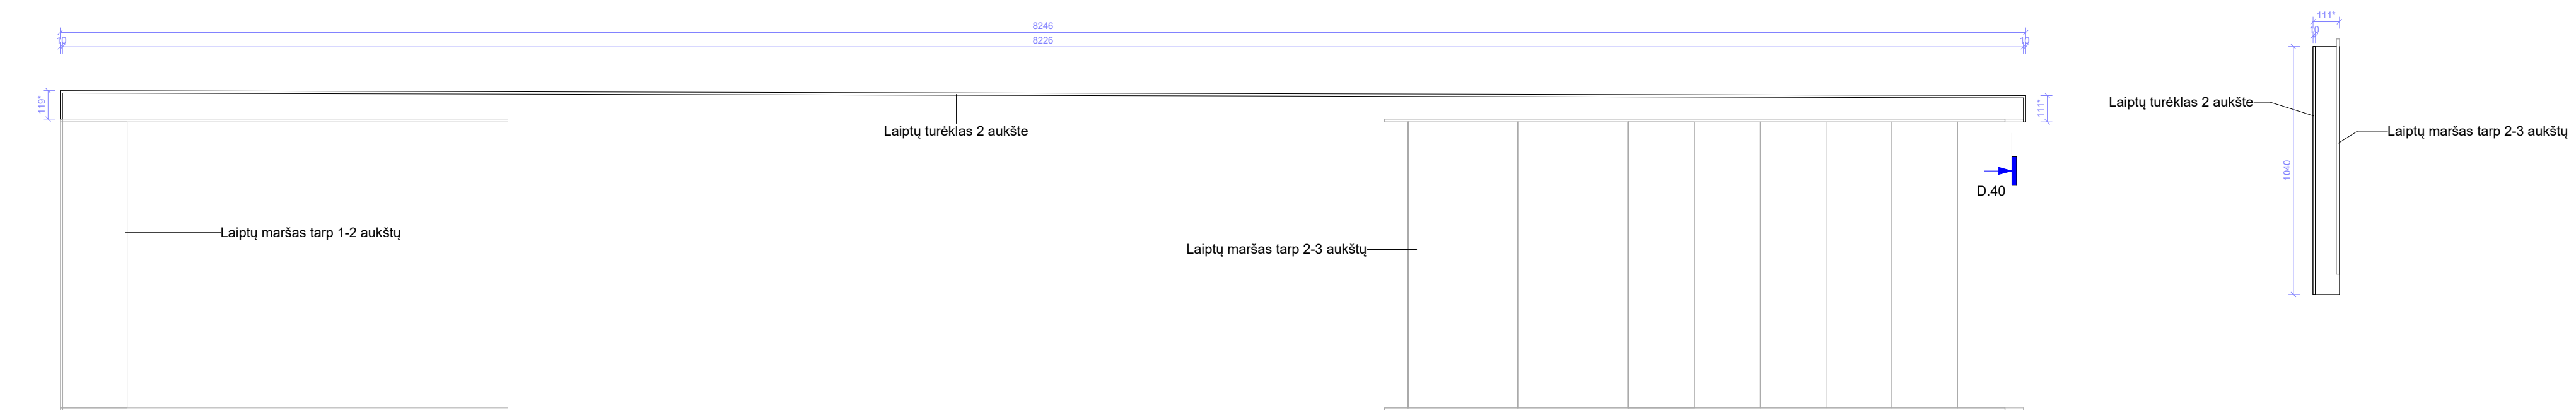 8246
111*
10
8226
10
10
119*
111*
Laiptų turėklas 2 aukšte
Laiptų turėklas 2 aukšte
Laiptų maršas tarp 2-3 aukštų
1040
D.40
Laiptų maršas tarp 1-2 aukštų
Laiptų maršas tarp 2-3 aukštų